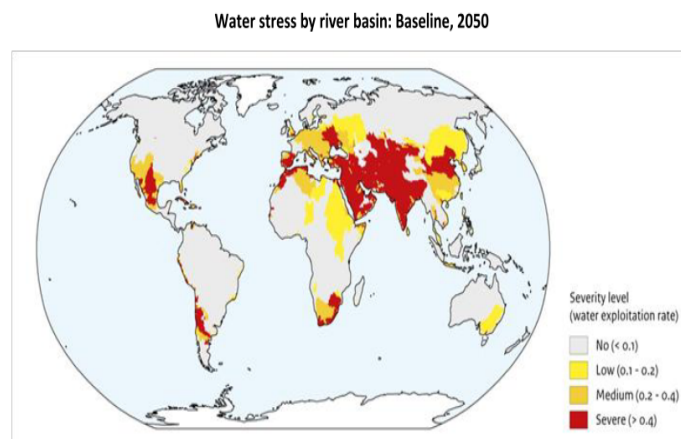 Water stress by river basin: Baseline, 2050
Severity level
(water exploitation rate)
No (< 0.1)
Low (0.1 - 0.2)
Medium (0.2 - 0.4)
Severe (> 0.4)